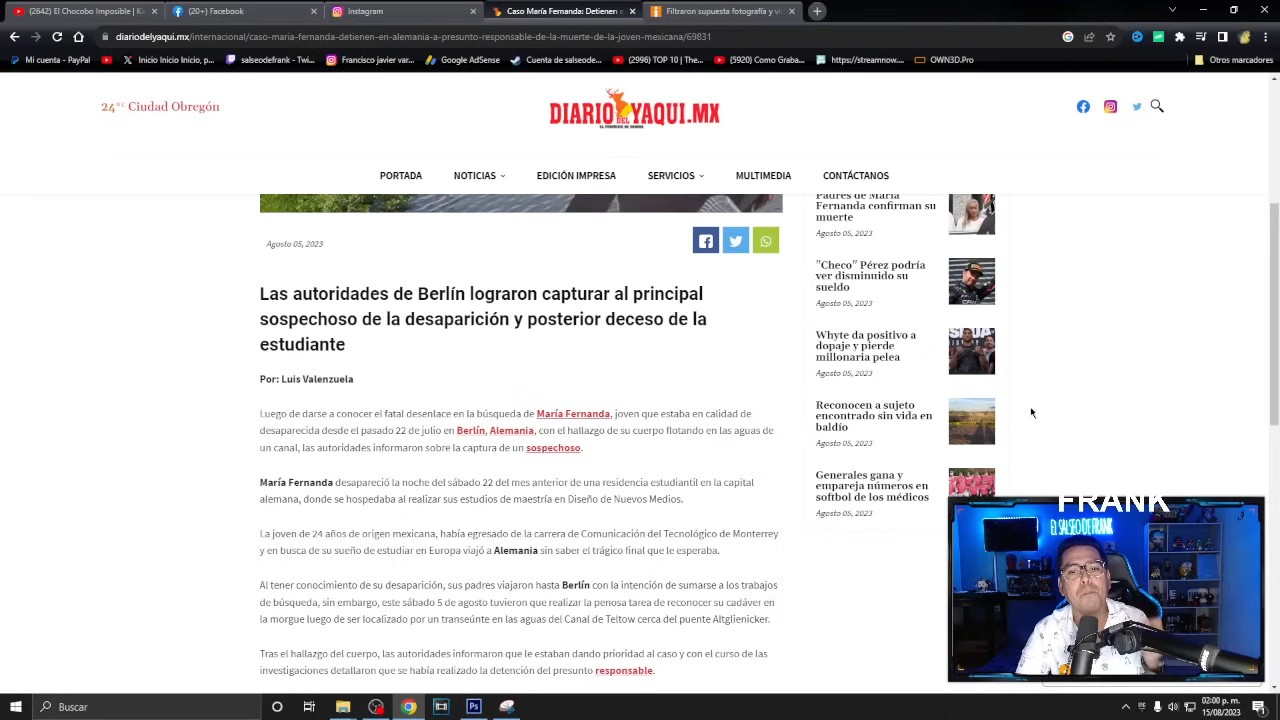 (2642) El Chocolate | Impostor | Ka
(20+) Facebook
Instagram
Caso María Fernanda: Detienen e
Filtraron supuesta fotografía y vi
diariodelyaqui.mx/internacional/caso-maria-fernanda-detienen-en-alemania-a-presunto-responsable-de-la-muerte-de-la-joven-mexicana/69831
Mi cuenta - PayPal
Inicio Inicio Inicio, p...
salseodefrank - Twi...
Francisco javier var...
Google AdSense
Cuenta de salseode...
(2996) TOP 10 | The...
(5920) Como Graba...
https://streamnow....
OWN3D.Pro
Otros marcadores
24°C Ciudad Obregón
DIARIO DEL YAQUI.MX
PORTADA
NOTICIAS
EDICIÓN IMPRESA
SERVICIOS
MULTIMEDIA
CONTÁCTANOS
Agosto 05, 2023
Las autoridades de Berlín lograron capturar al principal
sospechoso de la desaparición y posterior deceso de la
estudiante
Por: Luis Valenzuela
Luego de darse a conocer el fatal desenlace en la búsqueda de María Fernanda, joven que estaba en calidad de
desaparecida desde el pasado 22 de julio en Berlín, Alemania, con el hallazgo de su cuerpo flotando en las aguas de
un canal, las autoridades informaron sobre la captura de un sospechoso.
María Fernanda desapareció la noche del sábado 22 del mes anterior de una residencia estudiantil en la capital
alemana, donde se hospedaba al realizar sus estudios de maestría en Diseño de Nuevos Medios.
La joven de 24 años de origen mexicana, había egresado de la carrera de Comunicación del Tecnológico de Monterrey
y en busca de su sueño de estudiar en Europa viajó a Alemania sin saber el trágico final que le esperaba.
Al tener conocimiento de su desaparición, sus padres viajaron hasta Berlín con la intención de sumarse a los trabajos
de búsqueda, sin embargo, este sábado 5 de agosto tuvieron que realizar la penosa tarea de reconocer su cadáver en
la morgue luego de ser localizado por un transeúnte en las aguas del Canal de Teltow cerca del puente Altglienicker.
Tras el hallazgo del cuerpo, las autoridades informaron que le estaban dando prioridad al caso y con el curso de las
investigaciones detallaron que se había realizado la detención del presunto responsable.
Padres de María
Fernanda confirman su
muerte
Agosto 05, 2023
"Checo" Pérez podría
ver disminuido su
sueldo
Agosto 05, 2023
Whyte da positivo a
dopaje y pierde
millonaria pelea
Agosto 05, 2023
Reconocen a sujeto
encontrado sin vida en
baldío
Agosto 05, 2023
Generales gana y
empareja números en
softbol de los médicos
Agosto 05, 2023
FRANK
EL SALSEO DE FRANK
Buscar
02:00 p. m.
15/08/2023